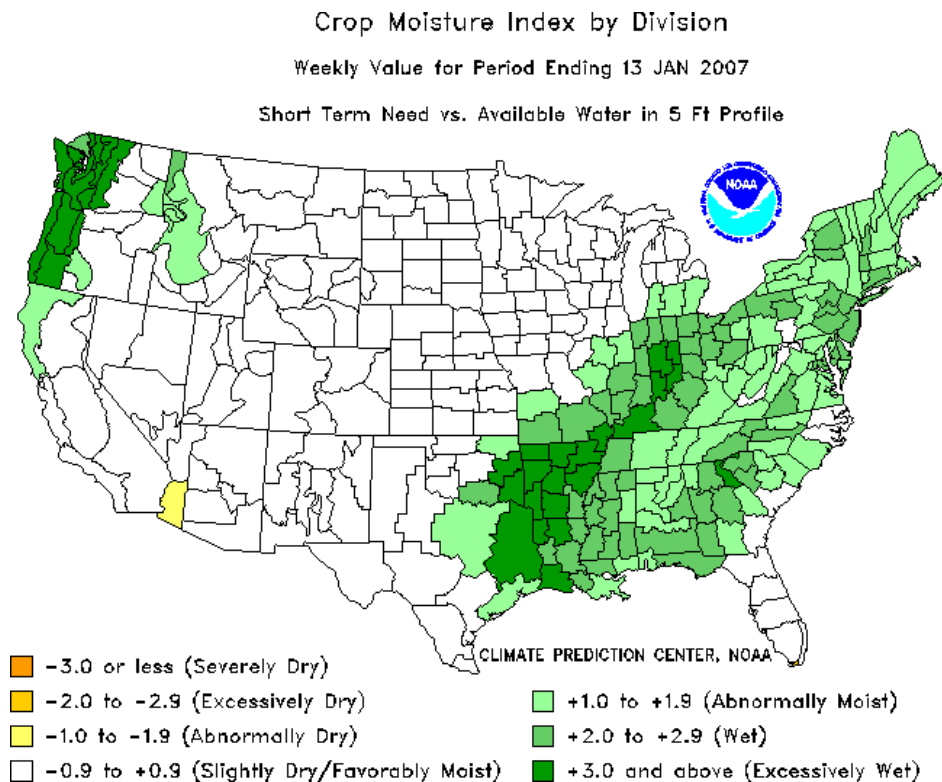 Crop Moisture Index by Division
Weekly Value for Period Ending 13 JAN 2007
Short Term Need vs. Available Water in 5 Ft Profile
NOAA
CLIMATE PREDICTION CENTER, NOAA
-3.0 or less (Severely Dry)
-2.0 to -2.9 (Excessively Dry)
-1.0 to -1.9 (Abnormally Dry)
-0.9 to +0.9 (Slightly Dry/Favorably Moist)
+1.0 to +1.9 (Abnormally Moist)
+2.0 to +2.9 (Wet)
+3.0 and above (Excessively Wet)